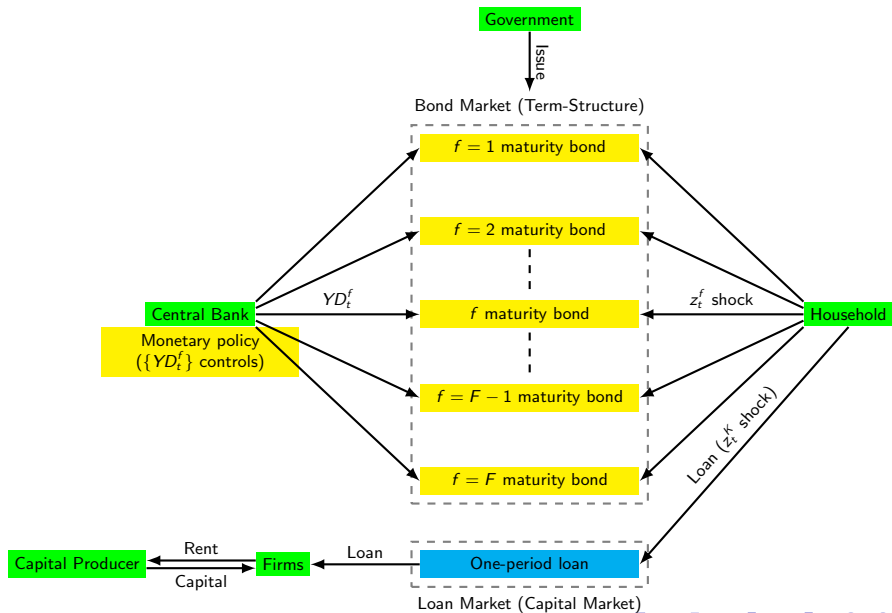 Government
Issue
Bond Market (Term-Structure)
f = 1 maturity bond
f = 2 maturity bond
YD_t^f
f maturity bond
z_t^f shock
Central Bank
Household
Monetary policy
({YD_t^f} controls)
f = F − 1 maturity bond
Loan (z_t^K shock)
f = F maturity bond
Capital Producer
Rent
Capital
Firms
Loan
One-period loan
Loan Market (Capital Market)